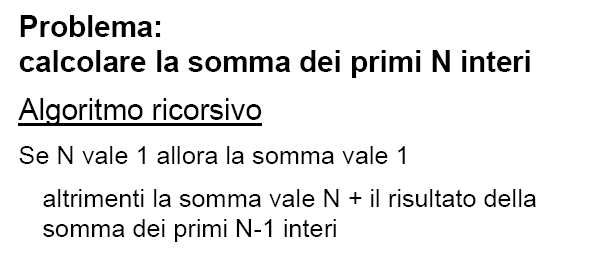 Problema:
calcolare la somma dei primi N interi
Algoritmo ricorsivo
Se N vale 1 allora la somma vale 1
altrimenti la somma vale N + il risultato della
somma dei primi N-1 interi